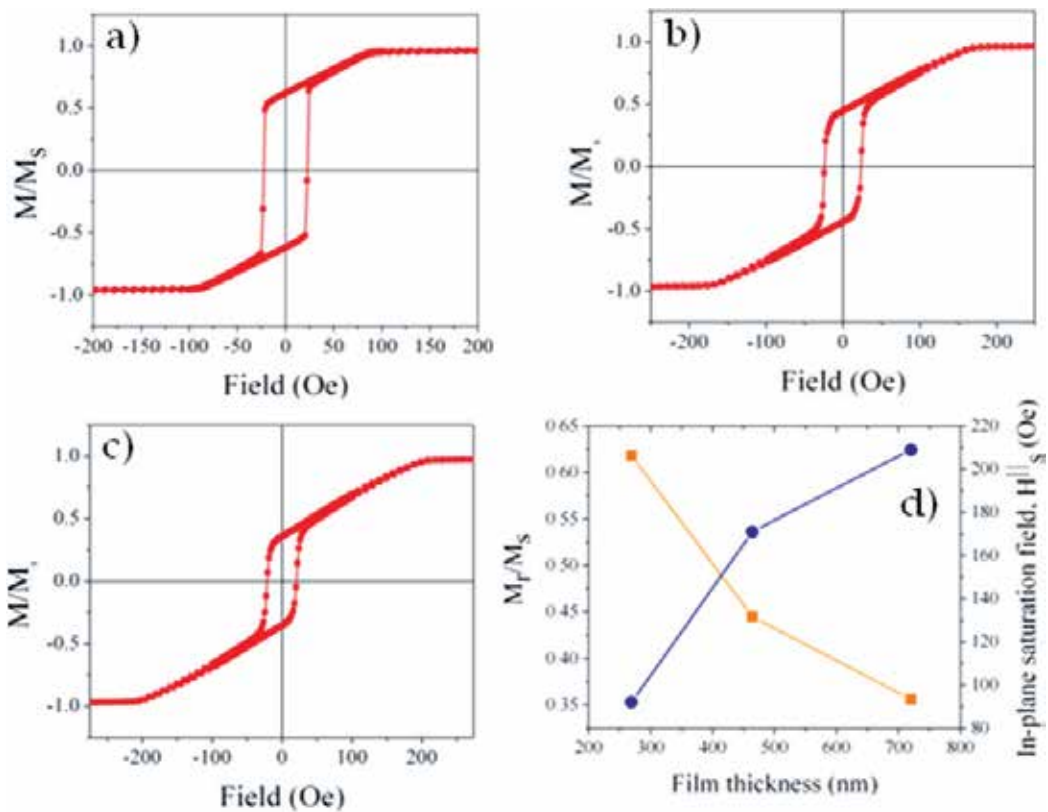 a)
1.0
0.5
0.0
-0.5
-1.0
M/M_S
-200 -150 -100 -50 0 50 100 150 200
Field (Oe)
b)
1.0
0.5
0.0
-0.5
-1.0
M/M,
-200 -100 0 100 200
Field (Oe)
c)
1.0
0.5
0.0
-0.5
-1.0
M/M,
-200 -100 0 100 200
Field (Oe)
d)
0.65
0.60
0.55
0.50
0.45
0.40
0.35
M_r/M_S
220
200
180
160
140
120
100
80
In-plane saturation field, H^||_S (Oe)
200 300 400 500 600 700 800
Film thickness (nm)